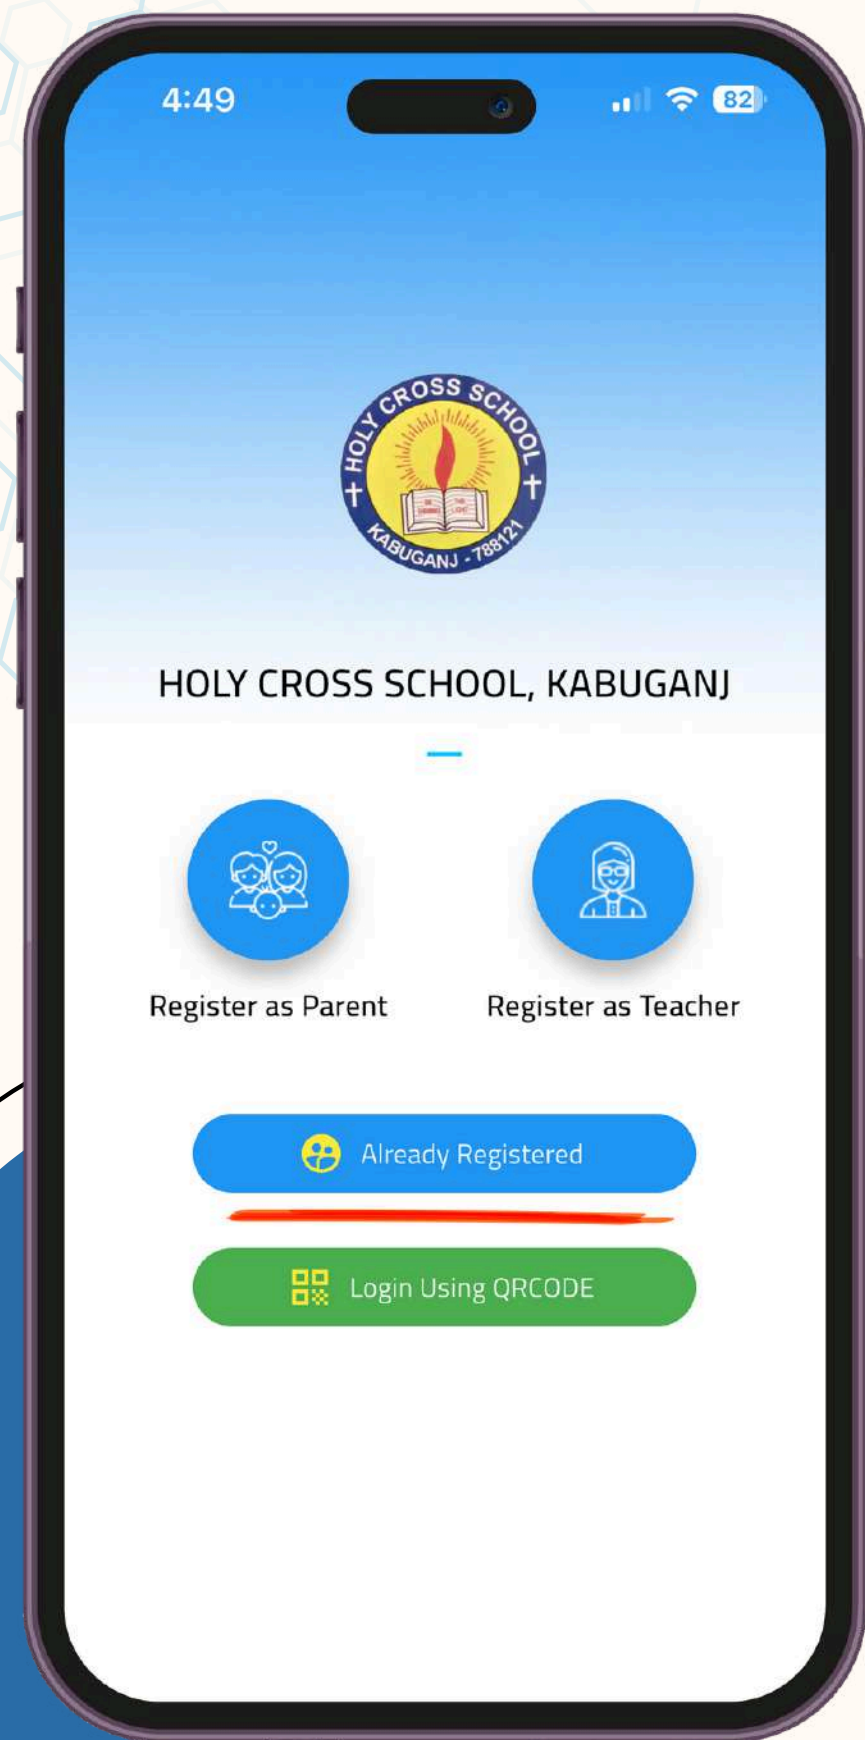 4:49
82
HOLY CROSS SCHOOL
KABUGANJ - 788121
HOLY CROSS SCHOOL, KABUGANJ
Register as Parent
Register as Teacher
Already Registered
Login Using QRCODE